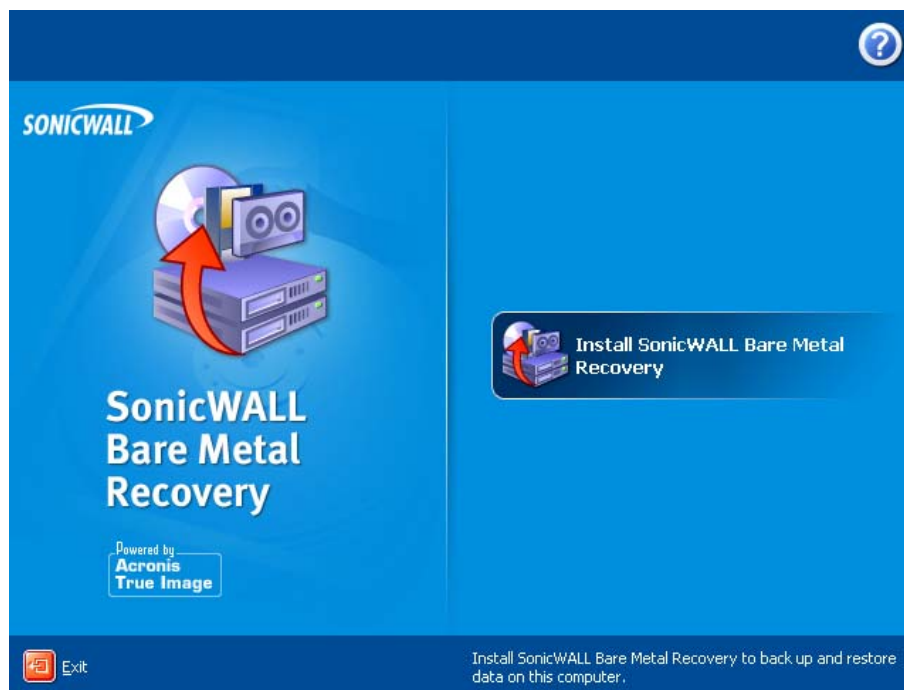 ?
SONICWALL
Install SonicWALL Bare Metal
Recovery
SonicWALL
Bare Metal
Recovery
Powered by
Acronis
True Image
Exit
Install SonicWALL Bare Metal Recovery to back up and restore
data on this computer.